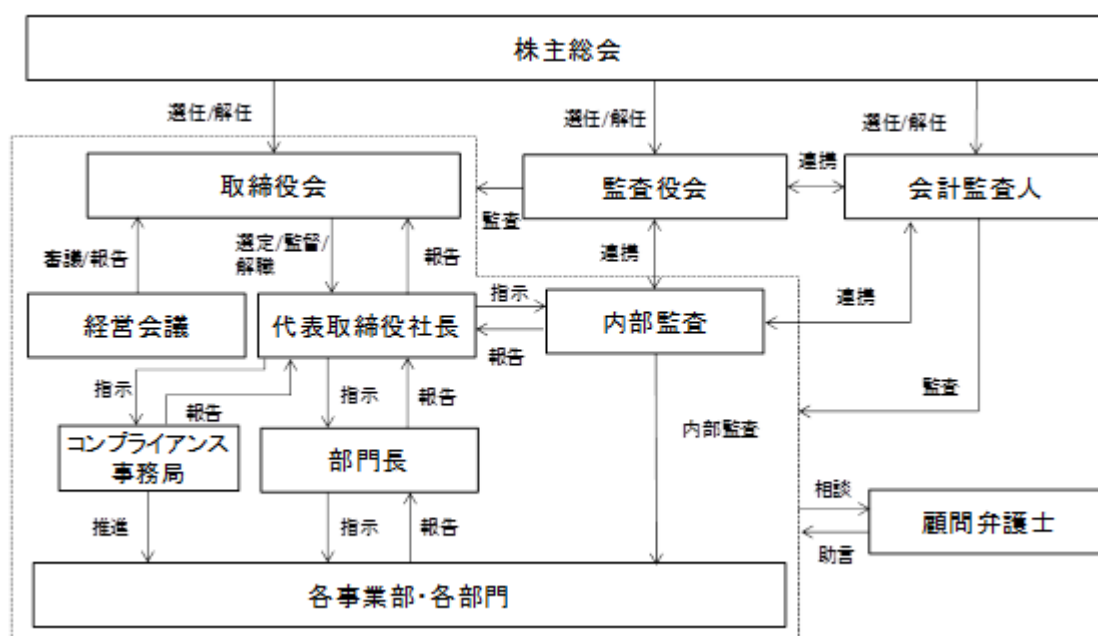 株主総会
選任/解任
選任/解任
選任/解任
取締役会
監査役会
連携
会計監査人
監査
審議/報告
選定/監督/
解職
報告
連携
連携
経営会議
代表取締役社長
指示
報告
内部監査
指示
報告
指示
報告
監査
コンプライアンス
事務局
部門長
内部監査
推進
指示
報告
相談
助言
顧問弁護士
各事業部・各部門